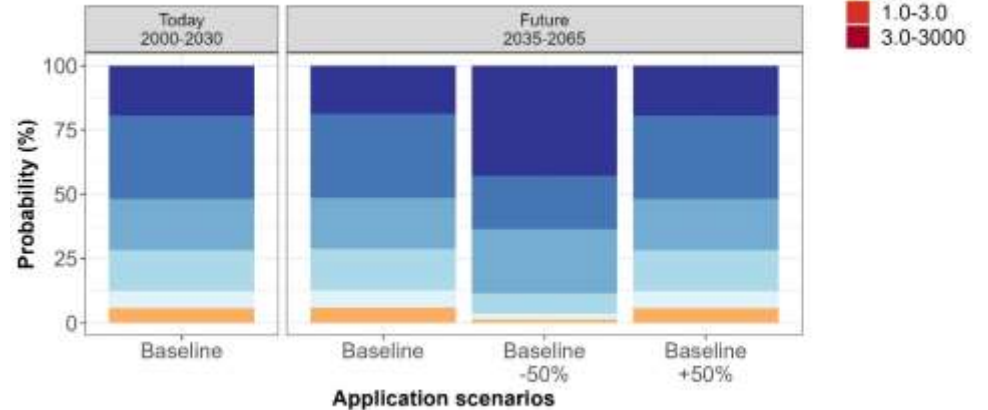 Today
2000-2030
Future
2035-2065
1.0-3.0
3.0-3000
Probability (%)
100
75
50
25
0
Baseline
Baseline
Baseline
-50%
Baseline
+50%
Application scenarios